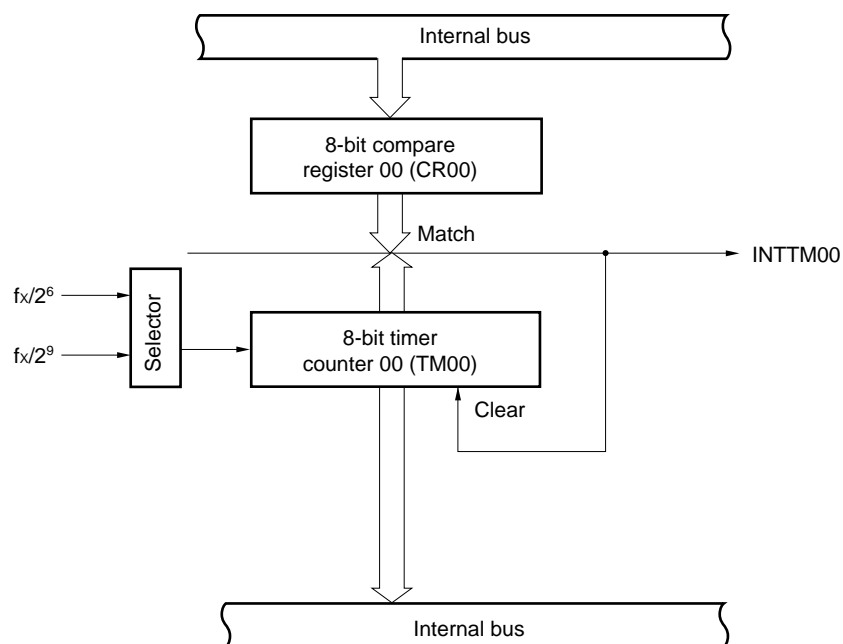 Internal bus
8-bit compare
register 00 (CR00)
Match
INTTM00
fx/2⁶
fx/2⁹
Selector
8-bit timer
counter 00 (TM00)
Clear
Internal bus